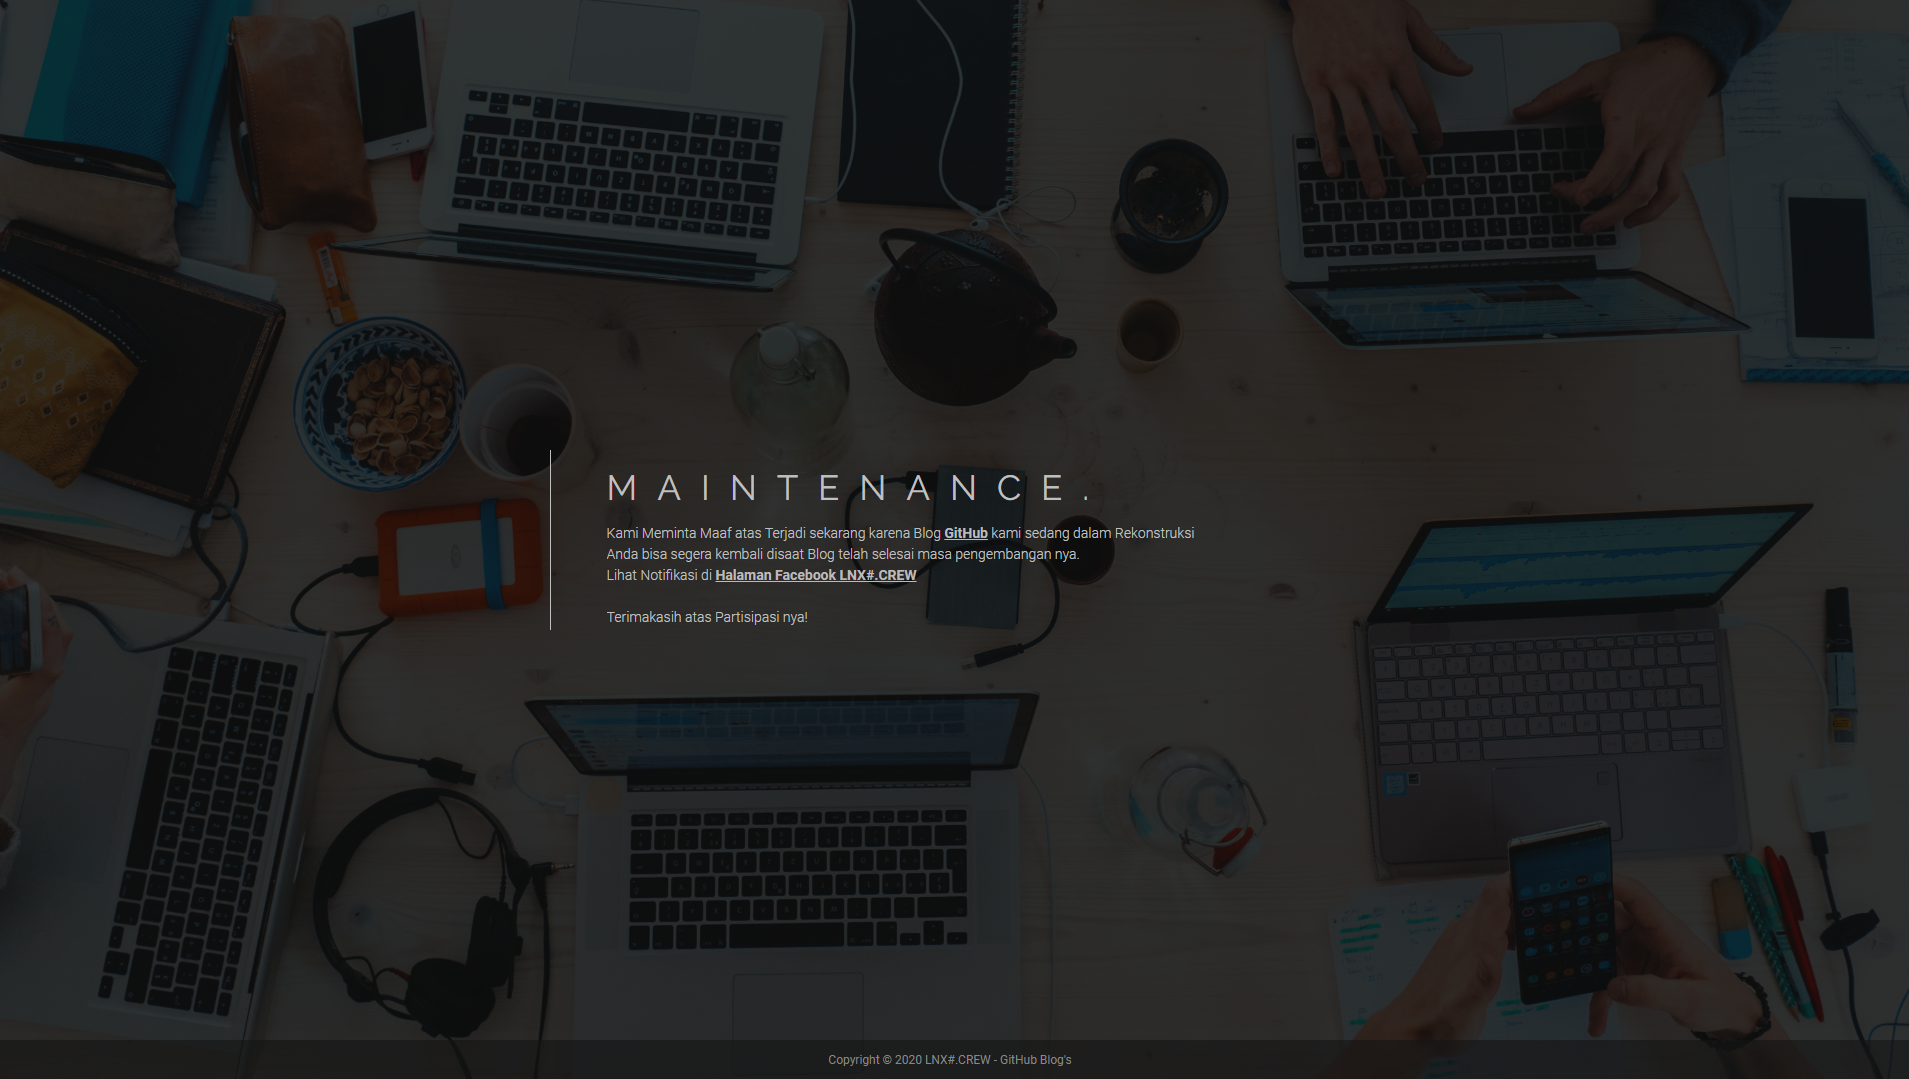 MAINTENANCE.
Kami Meminta Maaf atas Terjadi sekarang karena Blog GitHub kami sedang dalam Rekonstruksi
Anda bisa segera kembali disaat Blog telah selesai masa pengembangan nya.
Lihat Notifikasi di Halaman Facebook LNX#.CREW
Terimakasih atas Partisipasi nya!
Copyright © 2020 LNX#.CREW - GitHub Blog's